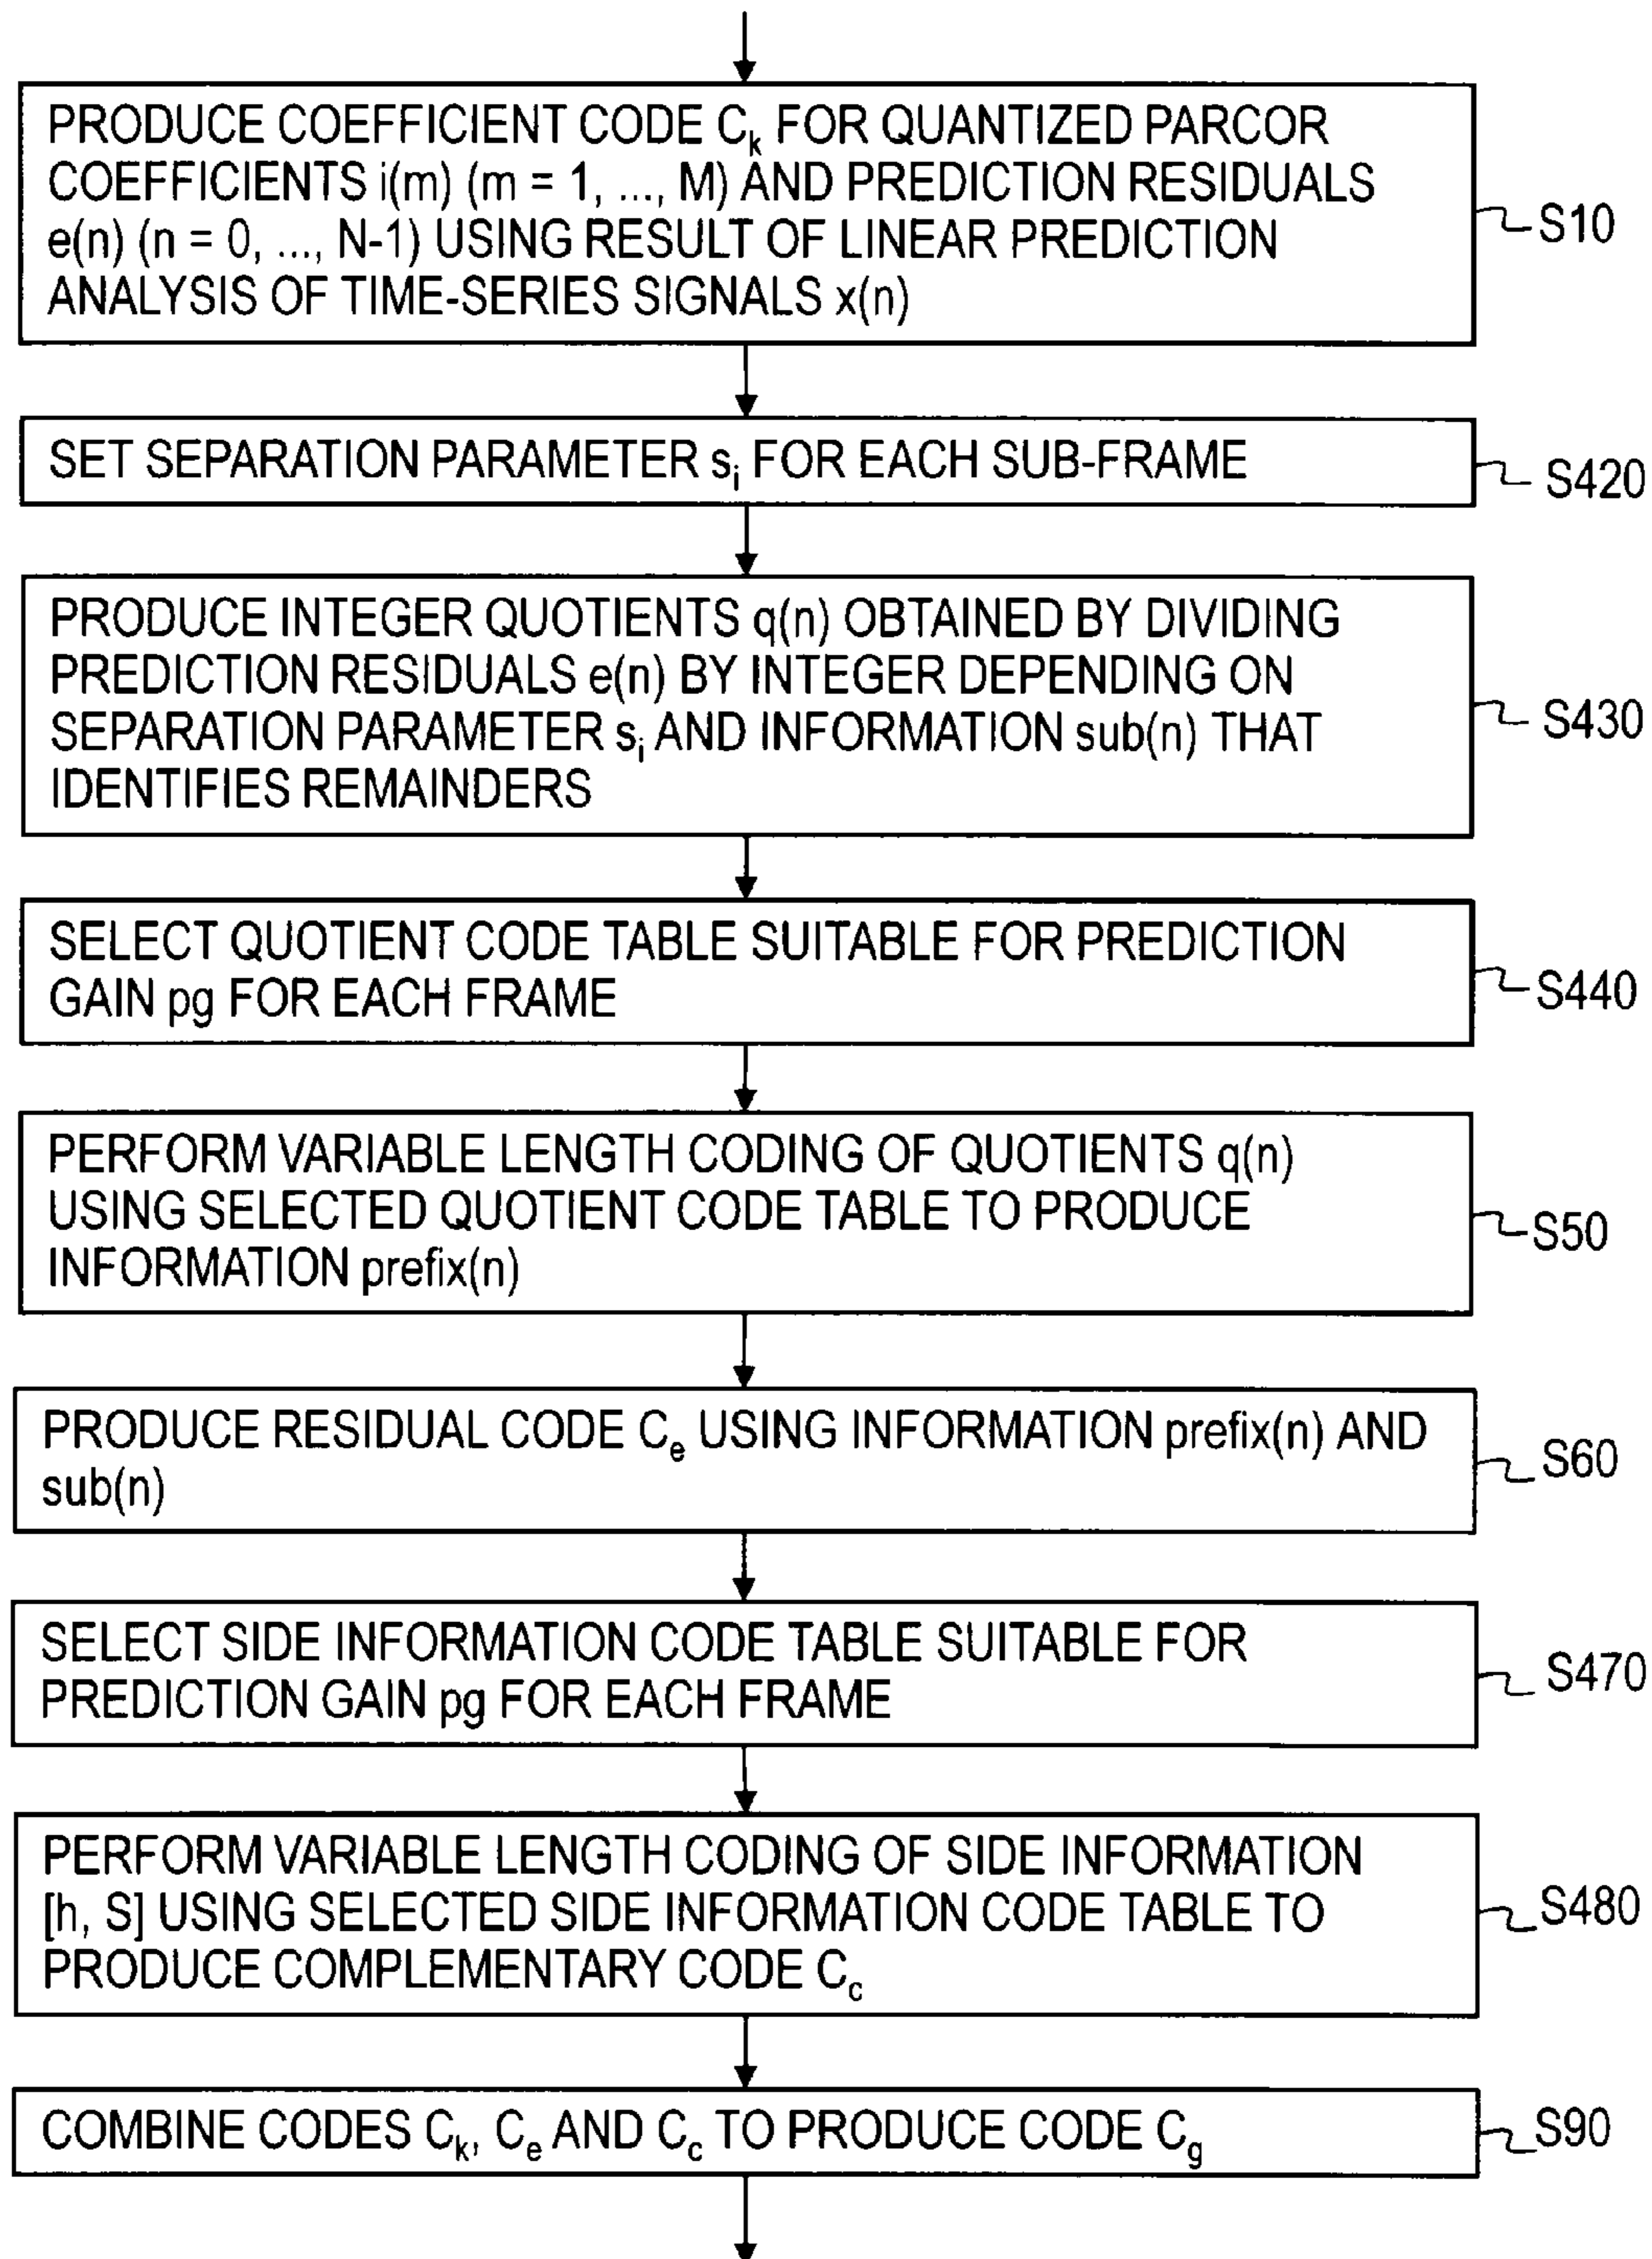 PRODUCE COEFFICIENT CODE Ck FOR QUANTIZED PARCOR
COEFFICIENTS i(m) (m = 1, ..., M) AND PREDICTION RESIDUALS
e(n) (n = 0, ..., N-1) USING RESULT OF LINEAR PREDICTION
ANALYSIS OF TIME-SERIES SIGNALS x(n)
S10
SET SEPARATION PARAMETER si FOR EACH SUB-FRAME
S420
PRODUCE INTEGER QUOTIENTS q(n) OBTAINED BY DIVIDING
PREDICTION RESIDUALS e(n) BY INTEGER DEPENDING ON
SEPARATION PARAMETER si AND INFORMATION sub(n) THAT
IDENTIFIES REMAINDERS
S430
SELECT QUOTIENT CODE TABLE SUITABLE FOR PREDICTION
GAIN pg FOR EACH FRAME
S440
PERFORM VARIABLE LENGTH CODING OF QUOTIENTS q(n)
USING SELECTED QUOTIENT CODE TABLE TO PRODUCE
INFORMATION prefix(n)
S50
PRODUCE RESIDUAL CODE Ce USING INFORMATION prefix(n) AND
sub(n)
S60
SELECT SIDE INFORMATION CODE TABLE SUITABLE FOR
PREDICTION GAIN pg FOR EACH FRAME
S470
PERFORM VARIABLE LENGTH CODING OF SIDE INFORMATION
[h, S] USING SELECTED SIDE INFORMATION CODE TABLE TO
PRODUCE COMPLEMENTARY CODE Cc
S480
COMBINE CODES Ck, Ce AND Cc TO PRODUCE CODE Cg
S90